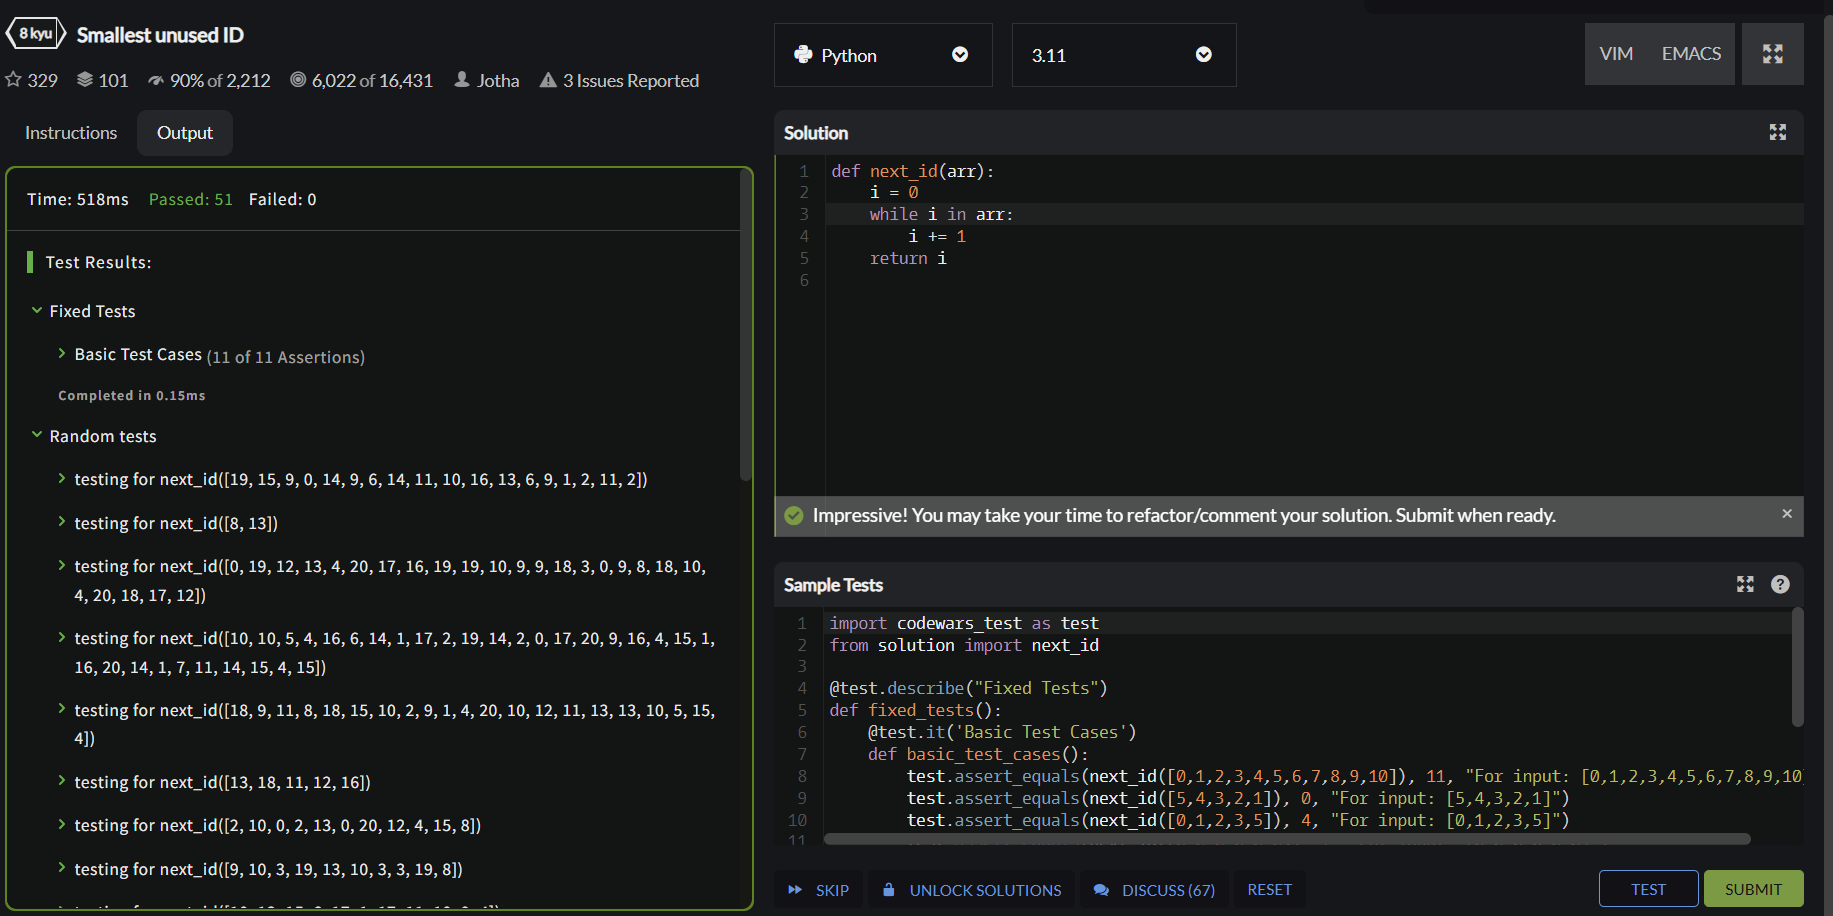 8 kyu Smallest unused ID
329 101 90% of 2,212 6,022 of 16,431 Jotha 3 Issues Reported
Instructions Output
Time: 518ms Passed: 51 Failed: 0
Test Results:
Fixed Tests
Basic Test Cases (11 of 11 Assertions)
Completed in 0.15ms
Random tests
testing for next_id([19, 15, 9, 0, 14, 9, 6, 14, 11, 10, 16, 13, 6, 9, 1, 2, 11, 2])
testing for next_id([8, 13])
testing for next_id([0, 19, 12, 13, 4, 20, 17, 16, 19, 19, 10, 9, 9, 18, 3, 0, 9, 8, 18, 10,
4, 20, 18, 17, 12])
testing for next_id([10, 10, 5, 4, 16, 6, 14, 1, 17, 2, 19, 14, 2, 0, 17, 20, 9, 16, 4, 15, 1,
16, 20, 14, 1, 7, 11, 14, 15, 4, 15])
testing for next_id([18, 9, 11, 8, 18, 15, 10, 2, 9, 1, 4, 20, 10, 12, 11, 13, 13, 10, 5, 15,
4])
testing for next_id([13, 18, 11, 12, 16])
testing for next_id([2, 10, 0, 2, 13, 0, 20, 12, 4, 15, 8])
testing for next_id([9, 10, 3, 19, 13, 10, 3, 3, 19, 8])
Python 3.11 VIM EMACS
Solution
1 def next_id(arr):
2 i = 0
3 while i in arr:
4 i += 1
5 return i
6
Impressive! You may take your time to refactor/comment your solution. Submit when ready. ×
Sample Tests ?
1 import codewars_test as test
2 from solution import next_id
3
4 @test.describe("Fixed Tests")
5 def fixed_tests():
6 @test.it('Basic Test Cases')
7 def basic_test_cases():
8 test.assert_equals(next_id([0,1,2,3,4,5,6,7,8,9,10]), 11, "For input: [0,1,2,3,4,5,6,7,8,9,10
9 test.assert_equals(next_id([5,4,3,2,1]), 0, "For input: [5,4,3,2,1]")
10 test.assert_equals(next_id([0,1,2,3,5]), 4, "For input: [0,1,2,3,5]")
11
SKIP UNLOCK SOLUTIONS DISCUSS (67) RESET TEST SUBMIT